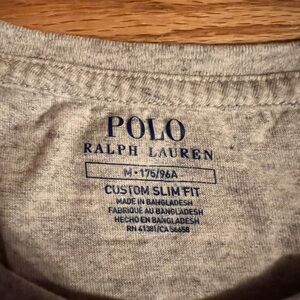 POLO
RALPH LAUREN
M - 175/96A
CUSTOM SLIM FIT
MADE IN BANGLADESH
FABRIQUÉ AU BANGLADESH
HECHO EN BANGLADESH
RN 41381/CA 56658